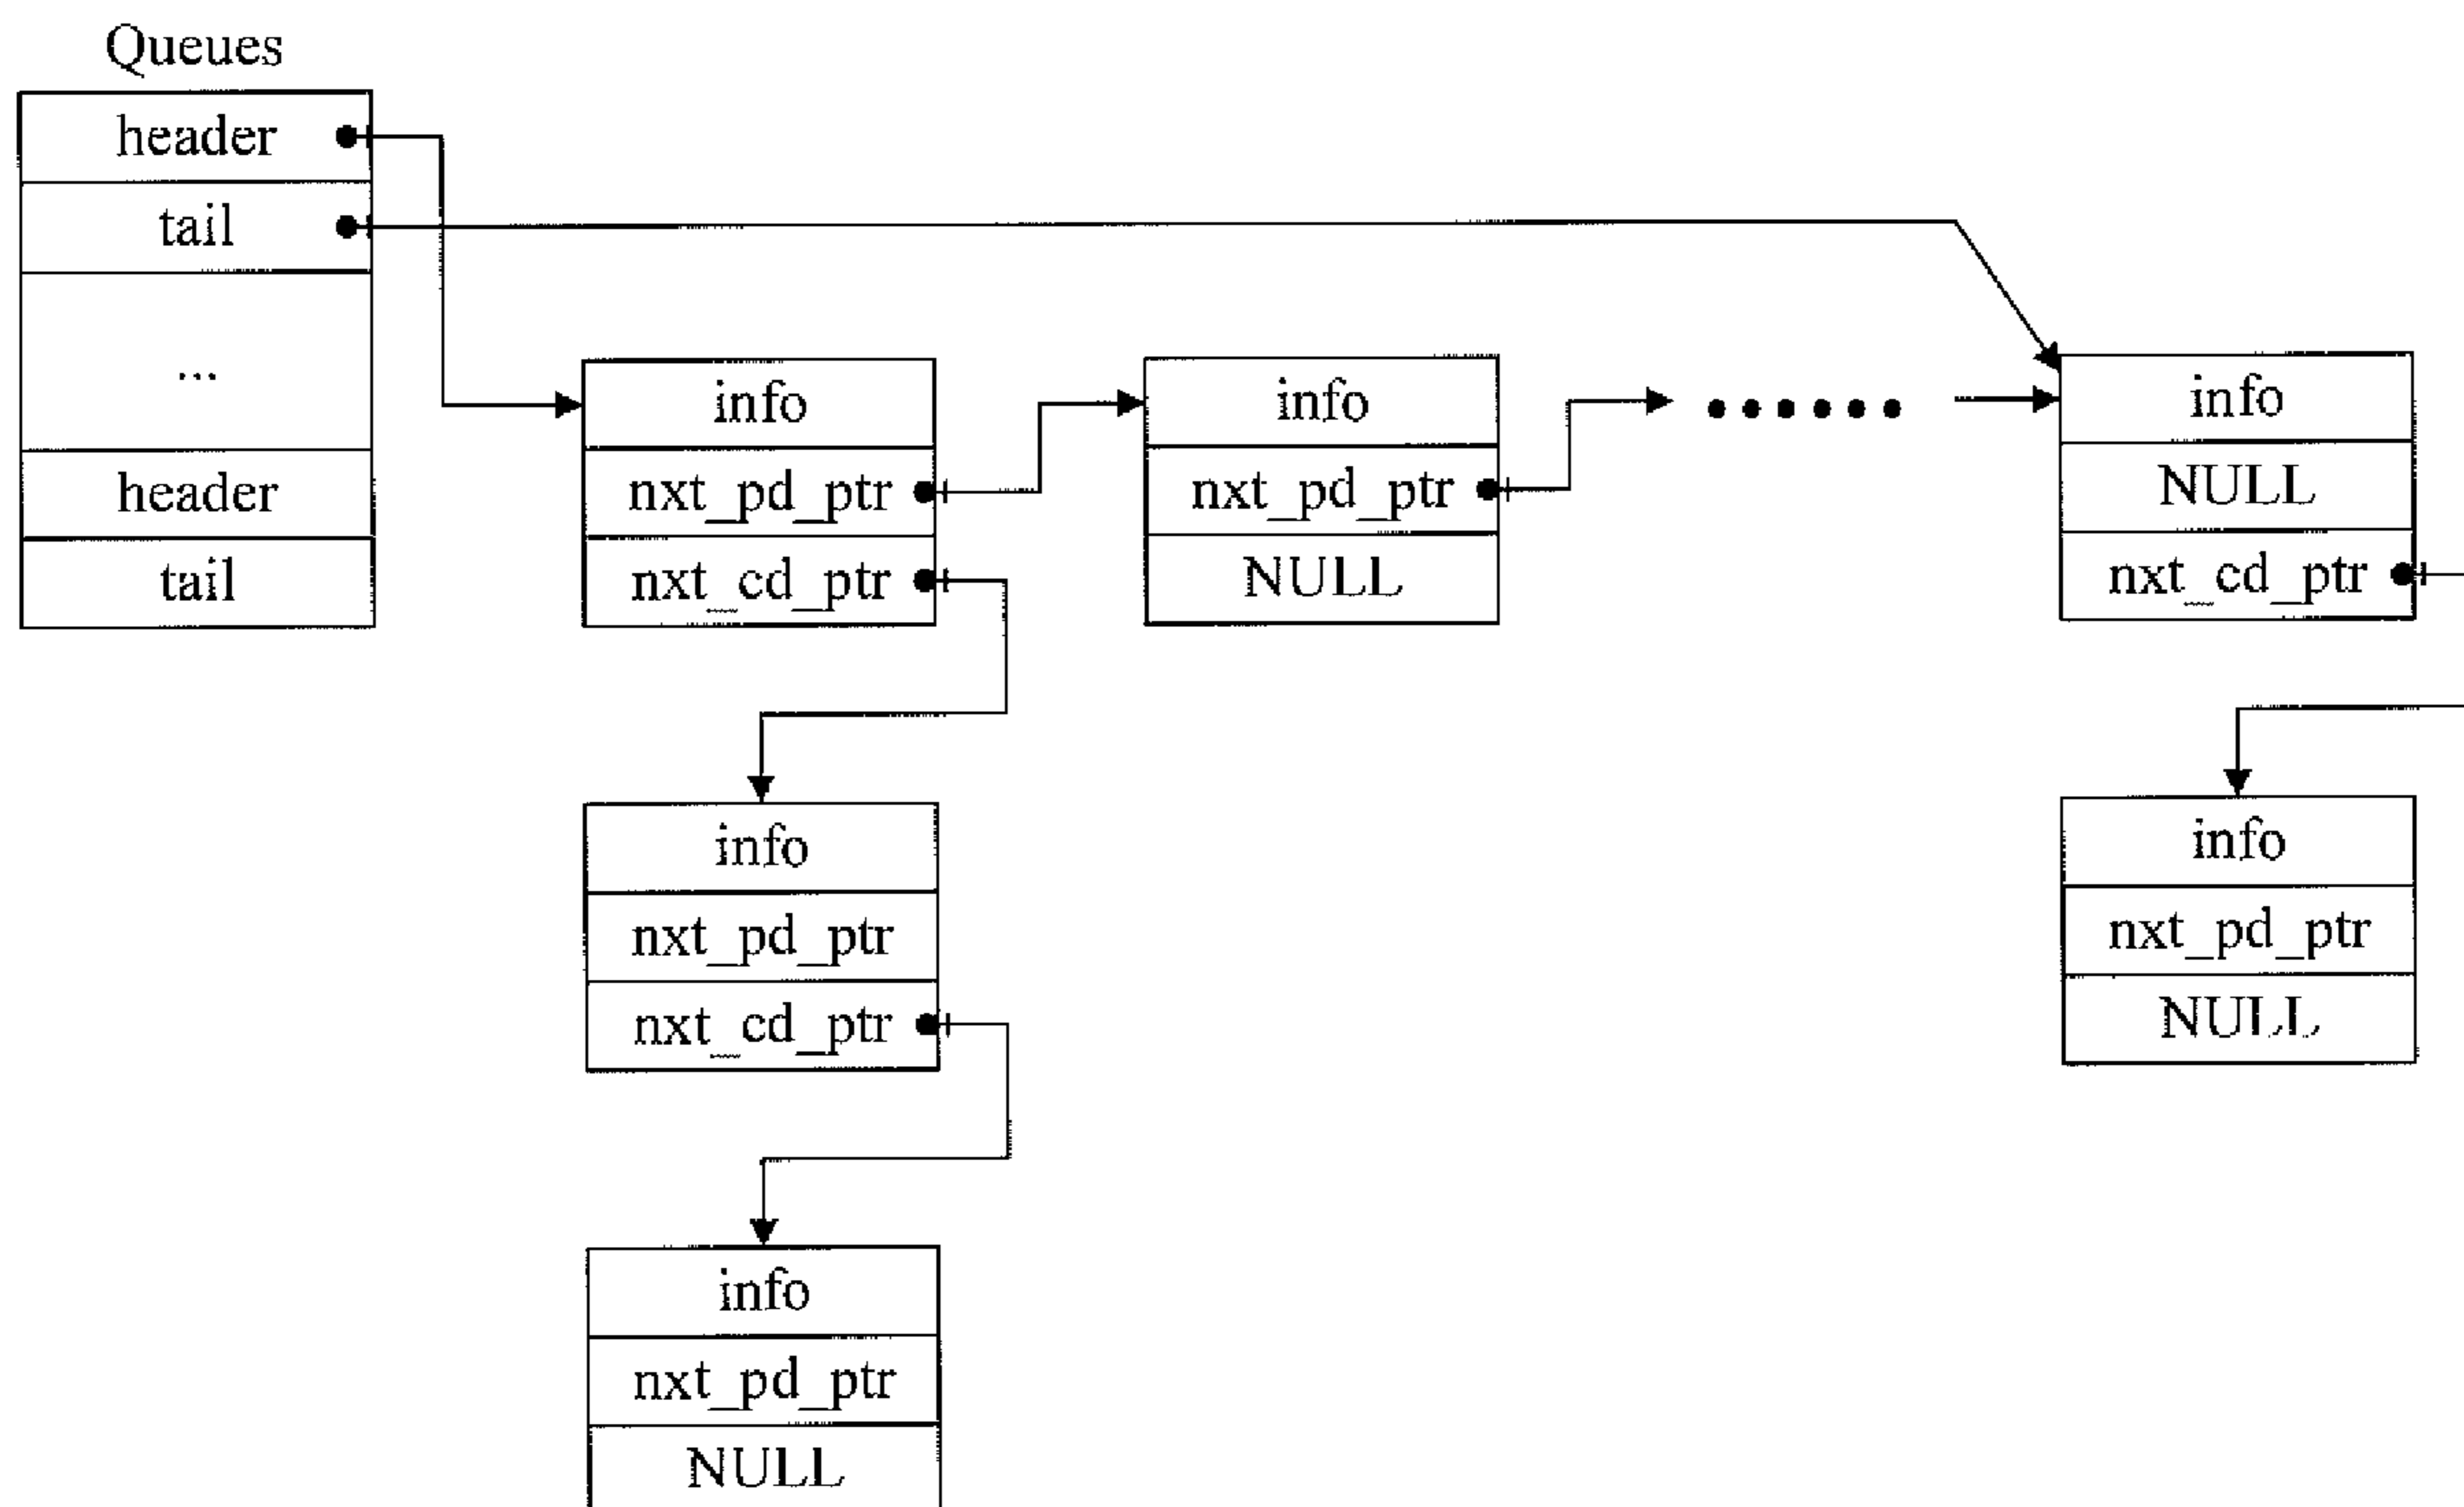 Queues
header
tail
...
header
tail
info
nxt_pd_ptr
nxt_cd_ptr
info
nxt_pd_ptr
NULL
info
NULL
nxt_cd_ptr
info
nxt_pd_ptr
nxt_cd_ptr
info
nxt_pd_ptr
NULL
info
nxt_pd_ptr
NULL